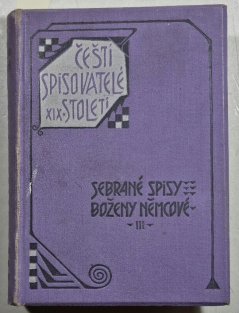 ČEŠTÍ
SPISOVATELÉ
XIX. STOLETÍ
SEBRANÉ SPISY
BOŽENY NĚMCOVÉ
III